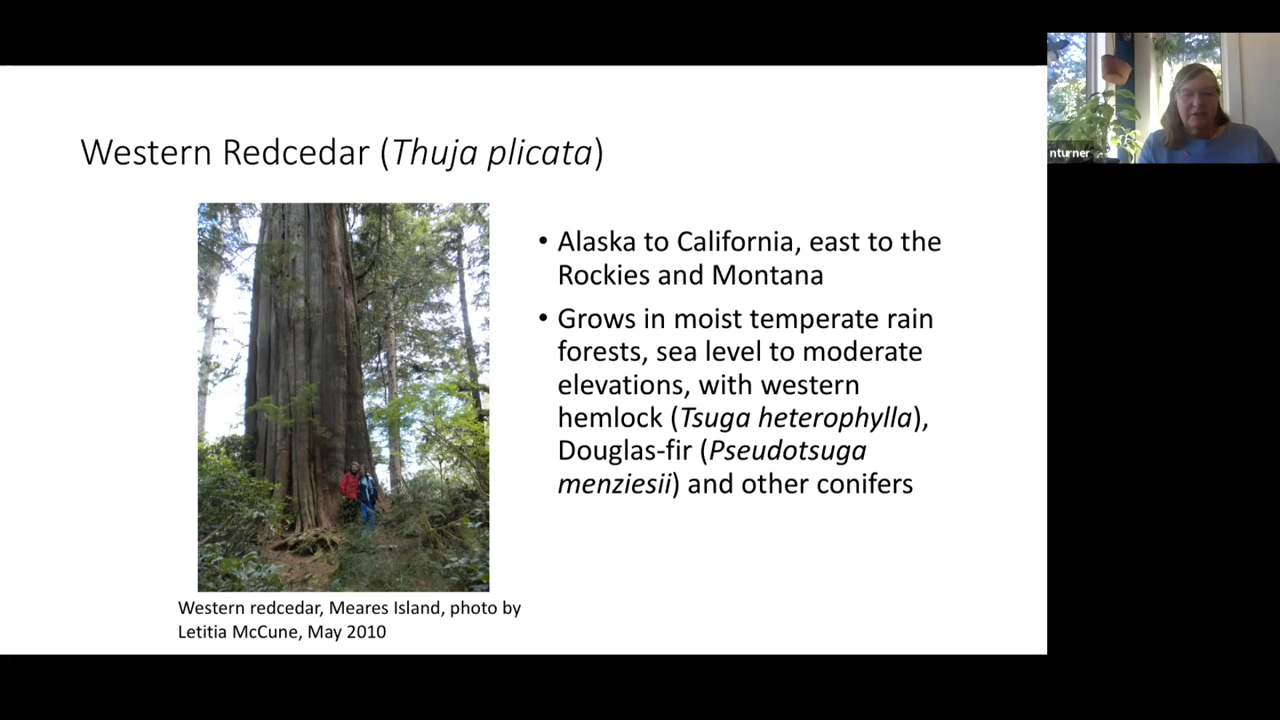 Western Redcedar (Thuja plicata)
• Alaska to California, east to the
Rockies and Montana
• Grows in moist temperate rain
forests, sea level to moderate
elevations, with western
hemlock (Tsuga heterophylla),
Douglas-fir (Pseudotsuga
menziesii) and other conifers
Western redcedar, Meares Island, photo by
Letitia McCune, May 2010
nturner